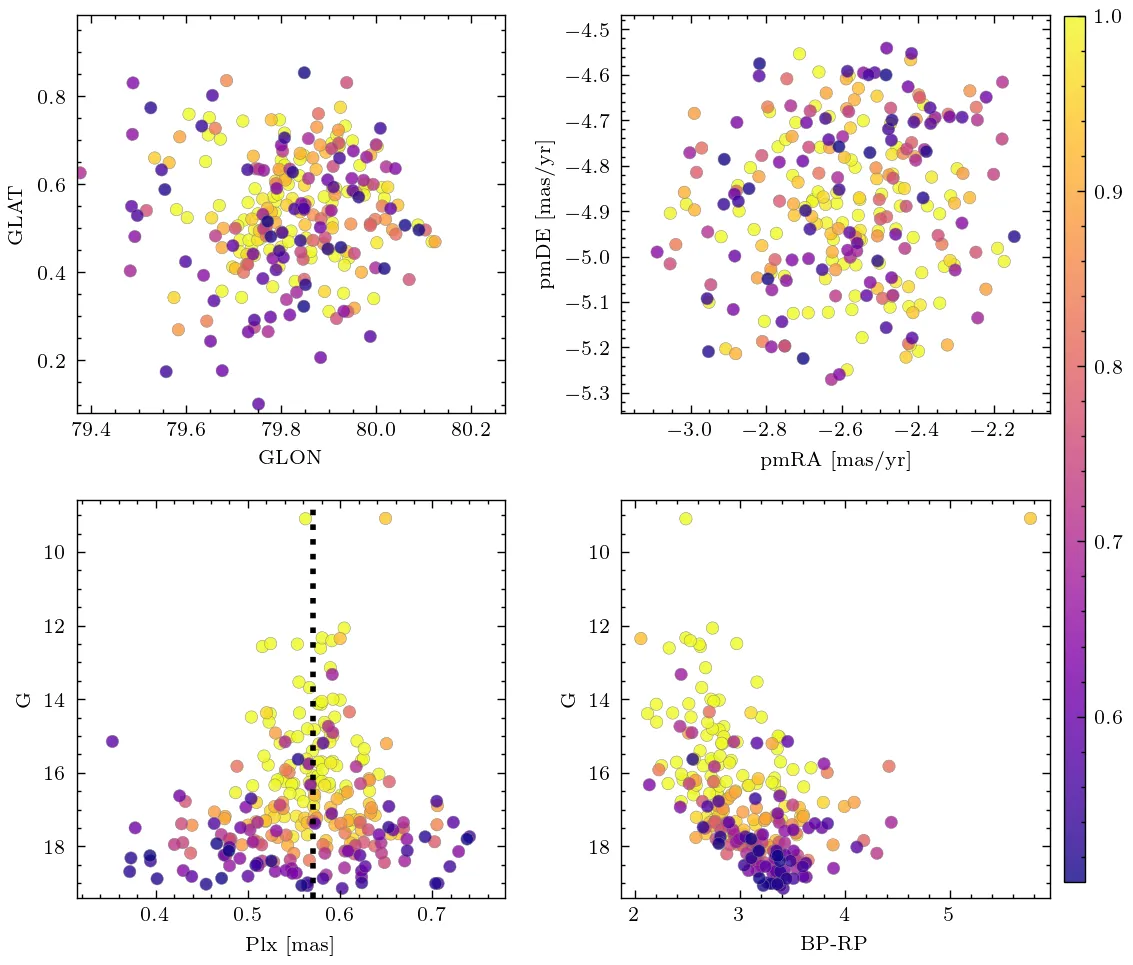 0.8
0.6
0.4
0.2
GLAT
79.4 79.6 79.8 80.0 80.2
GLON
−4.5
−4.6
−4.7
−4.8
−4.9
−5.0
−5.1
−5.2
−5.3
pmDE [mas/yr]
−3.0 −2.8 −2.6 −2.4 −2.2
pmRA [mas/yr]
10
12
14
16
18
G
0.4 0.5 0.6 0.7
Plx [mas]
10
12
14
16
18
G
2 3 4 5
BP-RP
1.0
0.9
0.8
0.7
0.6